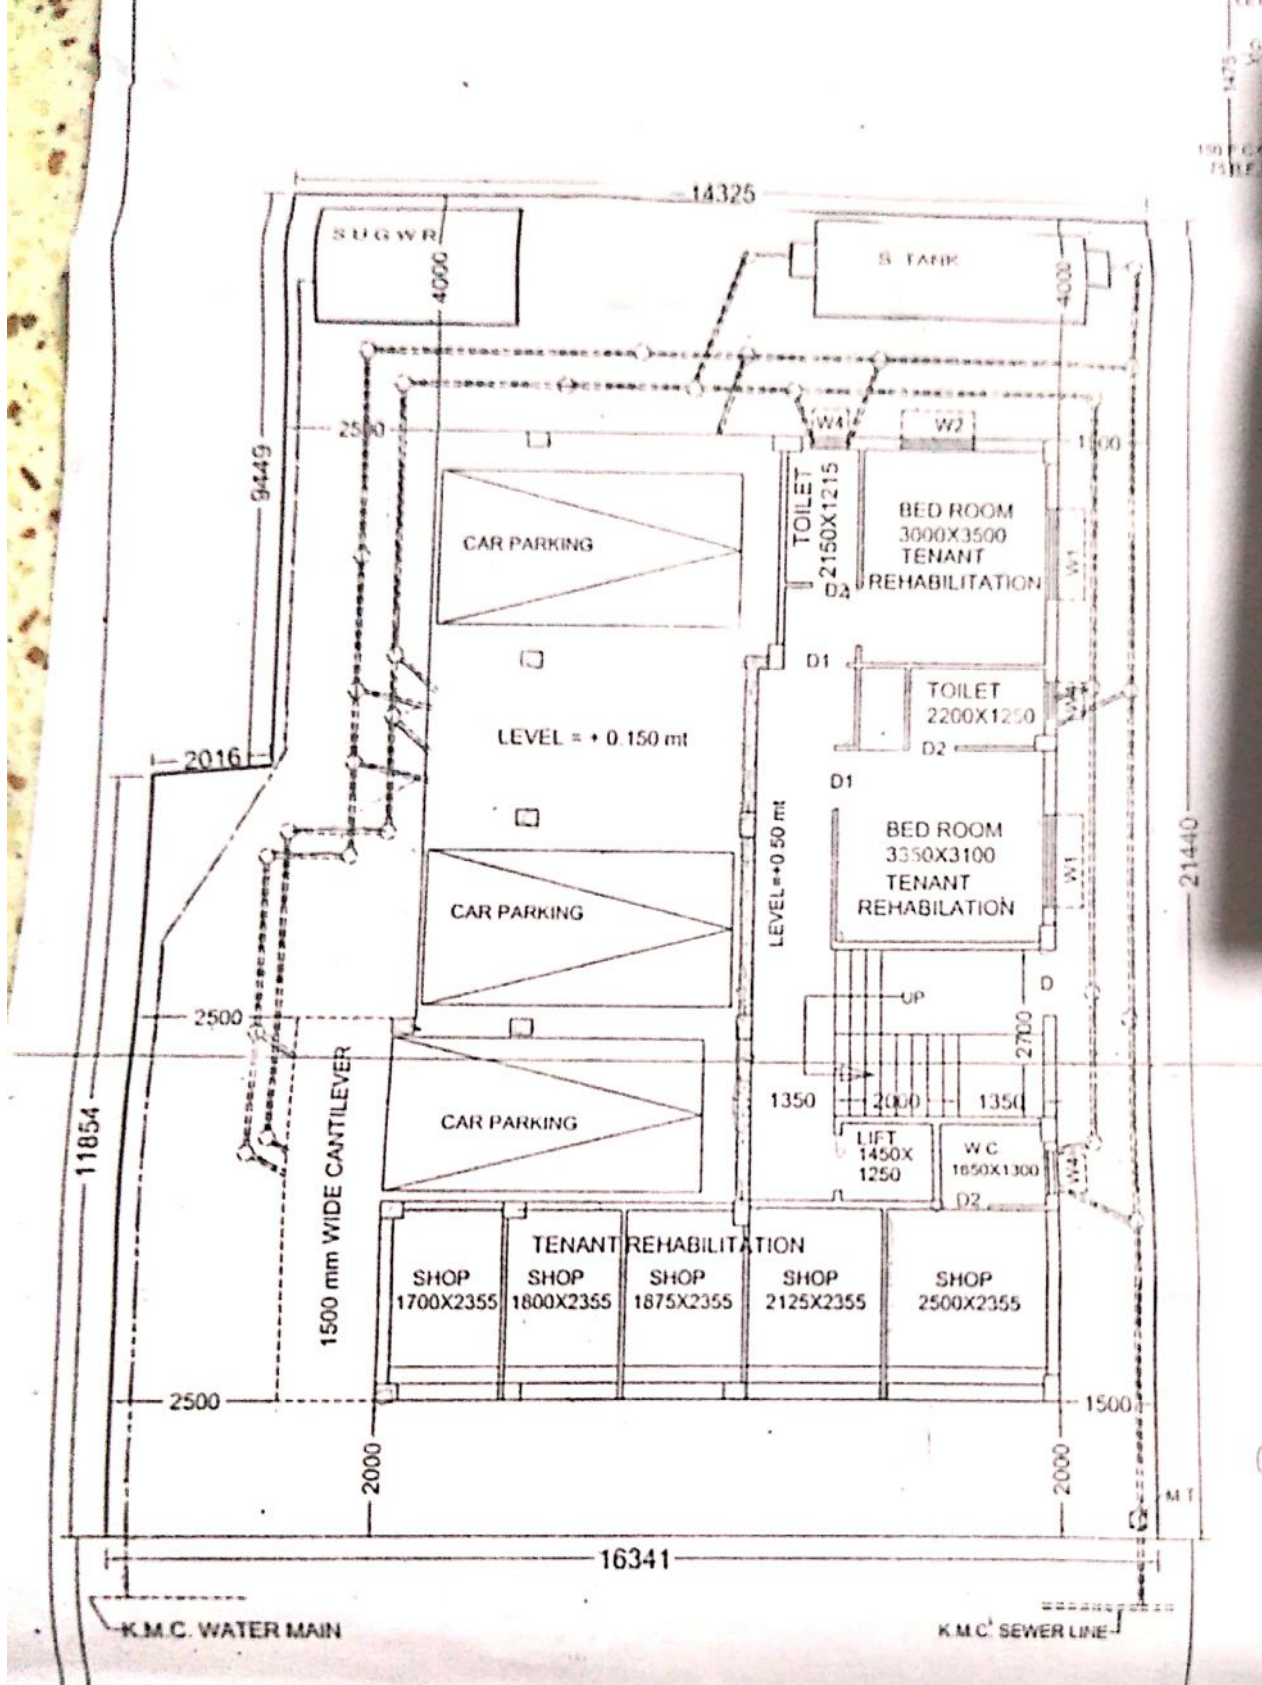 1475
14325
S U G W R
4000
S. TANK
4000
2500
W4
W2
1500
9449
CAR PARKING
TOILET
2150X1215
BED ROOM
3000X3500
TENANT
REHABILITATION
W1
D2
D1
TOILET
2200X1250
W4
LEVEL = + 0.150 mt
2016
D2
D1
BED ROOM
3350X3100
TENANT
REHABILATION
W1
LEVEL=+0.50 mt
21440
CAR PARKING
UP
D
2700
2500
1350
2000
1350
11854
1500 mm WIDE CANTILEVER
CAR PARKING
LIFT
1450X
1250
W C
1650X1300
W4
D2
TENANT REHABILITATION
SHOP
1700X2355
SHOP
1800X2355
SHOP
1875X2355
SHOP
2125X2355
SHOP
2500X2355
2500
1500
2000
2000
M.T
16341
K.M.C. WATER MAIN
K.M.C. SEWER LINE